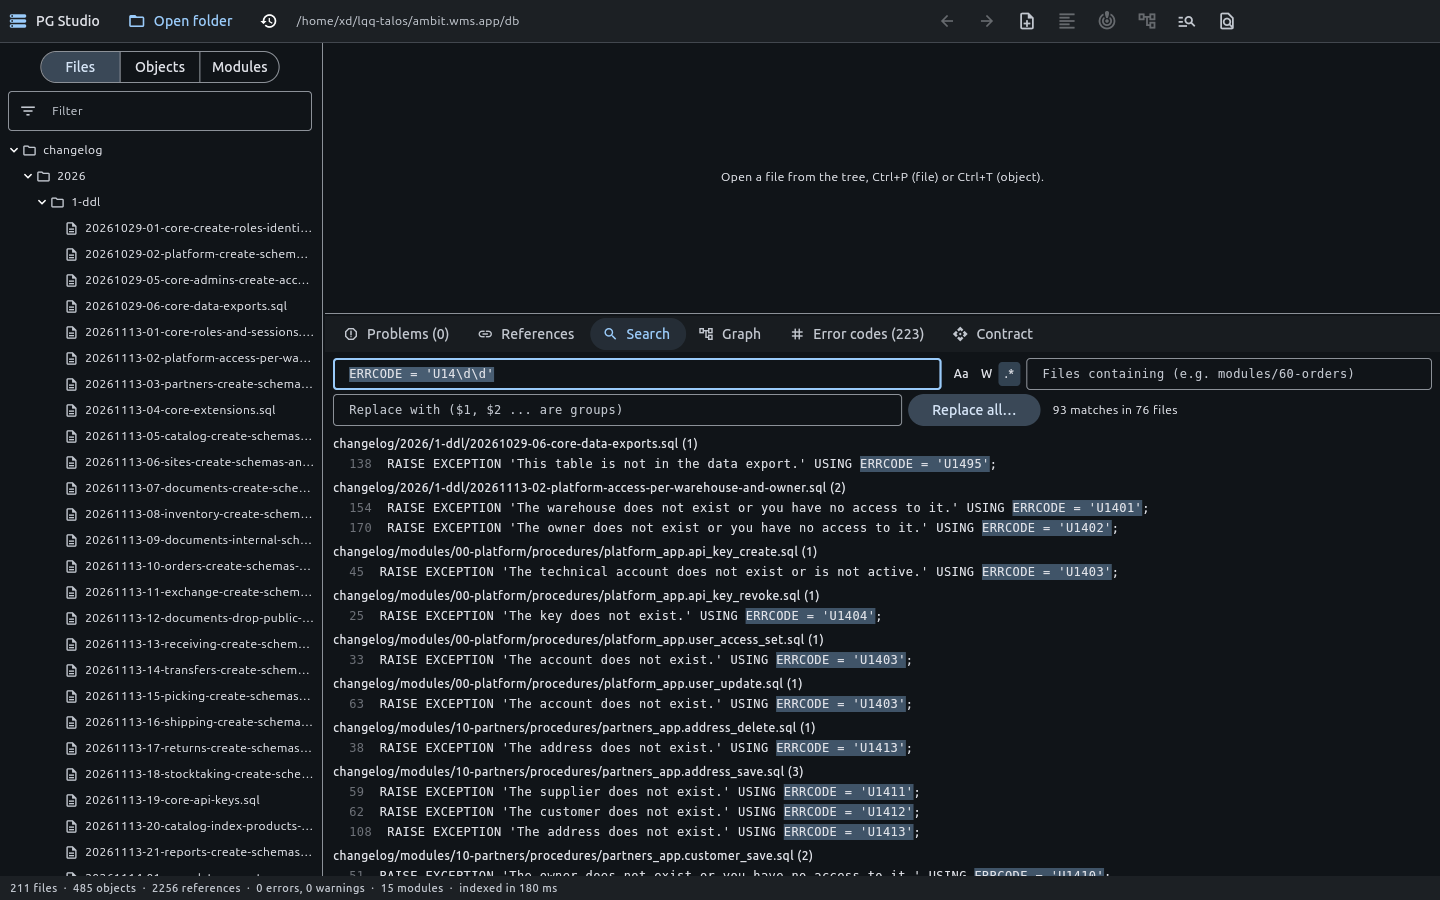 PG Studio
Open folder
/home/xd/lqq-talos/ambit.wms.app/db
Files
Objects
Modules
Filter
changelog
2026
1-ddl
20261029-01-core-create-roles-identi…
20261029-02-platform-create-schem…
20261029-05-core-admins-create-acc…
20261029-06-core-data-exports.sql
20261113-01-core-roles-and-sessions.…
20261113-02-platform-access-per-wa…
20261113-03-partners-create-schema…
20261113-04-core-extensions.sql
20261113-05-catalog-create-schemas…
20261113-06-sites-create-schemas-an…
20261113-07-documents-create-sche…
20261113-08-inventory-create-schem…
20261113-09-documents-internal-sch…
20261113-10-orders-create-schemas-…
20261113-11-exchange-create-schem…
20261113-12-documents-drop-public-…
20261113-13-receiving-create-schem…
20261113-14-transfers-create-schem…
20261113-15-picking-create-schemas…
20261113-16-shipping-create-schema…
20261113-17-returns-create-schemas…
20261113-18-stocktaking-create-sche…
20261113-19-core-api-keys.sql
20261113-20-catalog-index-products-…
20261113-21-reports-create-schemas…
Open a file from the tree, Ctrl+P (file) or Ctrl+T (object).
Problems (0)
References
Search
Graph
Error codes (223)
Contract
ERRCODE = 'U14\d\d'
Aa
W
.*
Files containing (e.g. modules/60-orders)
Replace with ($1, $2 ... are groups)
Replace all…
93 matches in 76 files
changelog/2026/1-ddl/20261029-06-core-data-exports.sql (1)
138 RAISE EXCEPTION 'This table is not in the data export.' USING ERRCODE = 'U1495';
changelog/2026/1-ddl/20261113-02-platform-access-per-warehouse-and-owner.sql (2)
154 RAISE EXCEPTION 'The warehouse does not exist or you have no access to it.' USING ERRCODE = 'U1401';
170 RAISE EXCEPTION 'The owner does not exist or you have no access to it.' USING ERRCODE = 'U1402';
changelog/modules/00-platform/procedures/platform_app.api_key_create.sql (1)
45 RAISE EXCEPTION 'The technical account does not exist or is not active.' USING ERRCODE = 'U1403';
changelog/modules/00-platform/procedures/platform_app.api_key_revoke.sql (1)
25 RAISE EXCEPTION 'The key does not exist.' USING ERRCODE = 'U1404';
changelog/modules/00-platform/procedures/platform_app.user_access_set.sql (1)
33 RAISE EXCEPTION 'The account does not exist.' USING ERRCODE = 'U1403';
changelog/modules/00-platform/procedures/platform_app.user_update.sql (1)
63 RAISE EXCEPTION 'The account does not exist.' USING ERRCODE = 'U1403';
changelog/modules/10-partners/procedures/partners_app.address_delete.sql (1)
38 RAISE EXCEPTION 'The address does not exist.' USING ERRCODE = 'U1413';
changelog/modules/10-partners/procedures/partners_app.address_save.sql (3)
59 RAISE EXCEPTION 'The supplier does not exist.' USING ERRCODE = 'U1411';
62 RAISE EXCEPTION 'The customer does not exist.' USING ERRCODE = 'U1412';
108 RAISE EXCEPTION 'The address does not exist.' USING ERRCODE = 'U1413';
changelog/modules/10-partners/procedures/partners_app.customer_save.sql (2)
51 RAISE EXCEPTION 'The owner does not exist or you have no access to it.' USING ERRCODE = 'U1410';
211 files · 485 objects · 2256 references · 0 errors, 0 warnings · 15 modules · indexed in 180 ms